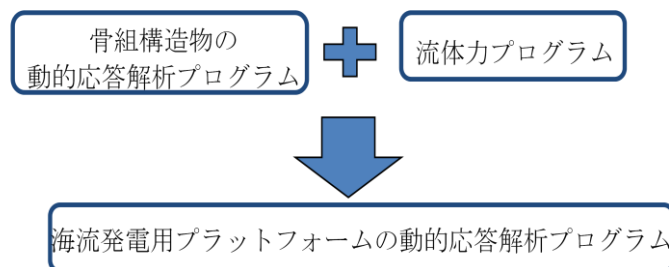 骨組構造物の
動的応答解析プログラム
流体力プログラム
海流発電用プラットフォームの動的応答解析プログラム